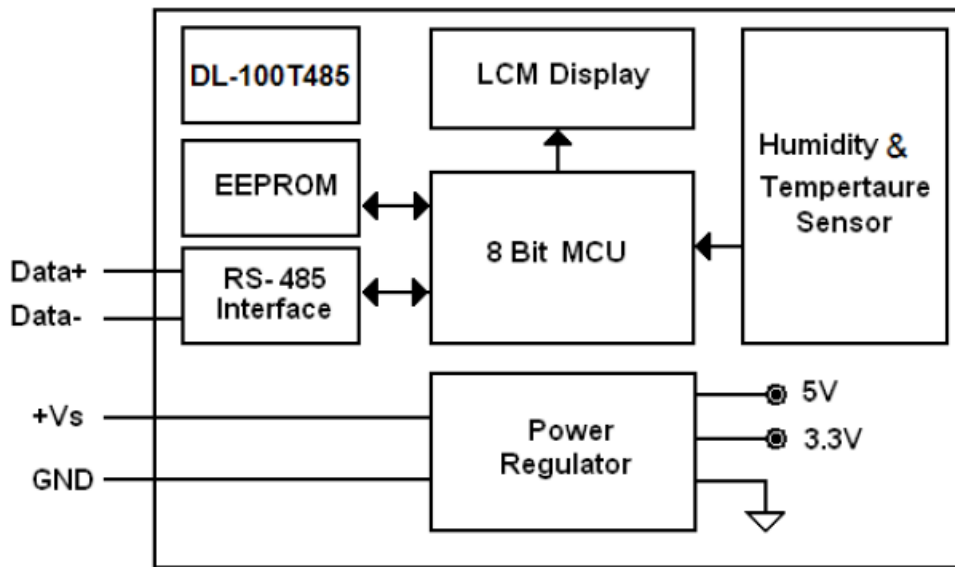 DL-100T485
LCM Display
Humidity &
Tempertaure
Sensor
EEPROM
8 Bit MCU
Data+
Data-
RS- 485
Interface
+Vs
GND
Power
Regulator
5V
3.3V